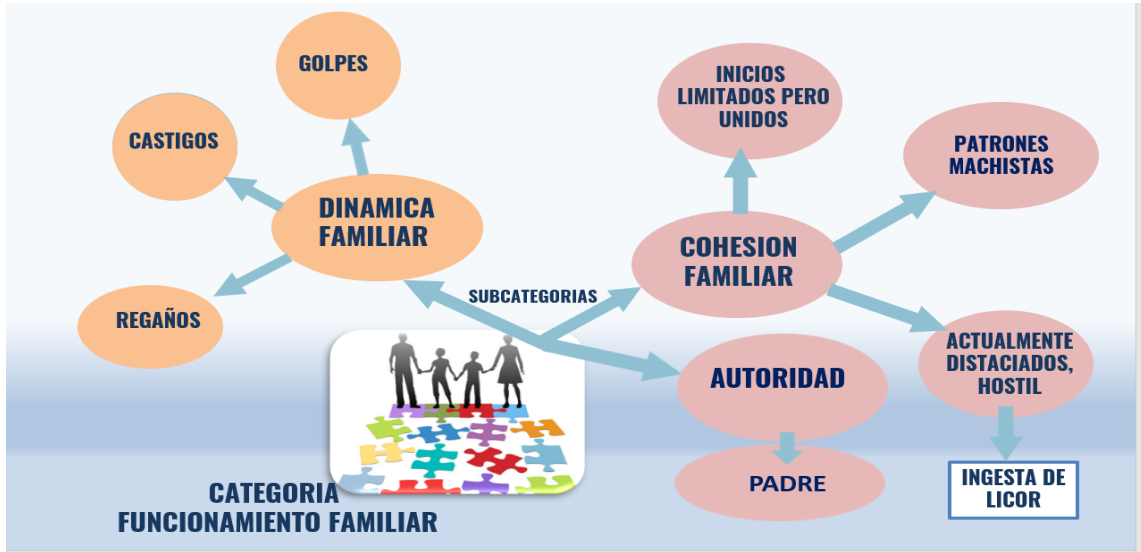 GOLPES
CASTIGOS
DINAMICA
FAMILIAR
REGAÑOS
SUBCATEGORIAS
INICIOS
LIMITADOS PERO
UNIDOS
PATRONES
MACHISTAS
COHESION
FAMILIAR
ACTUALMENTE
DISTACIADOS,
HOSTIL
AUTORIDAD
PADRE
INGESTA DE
LICOR
CATEGORIA
FUNCIONAMIENTO FAMILIAR